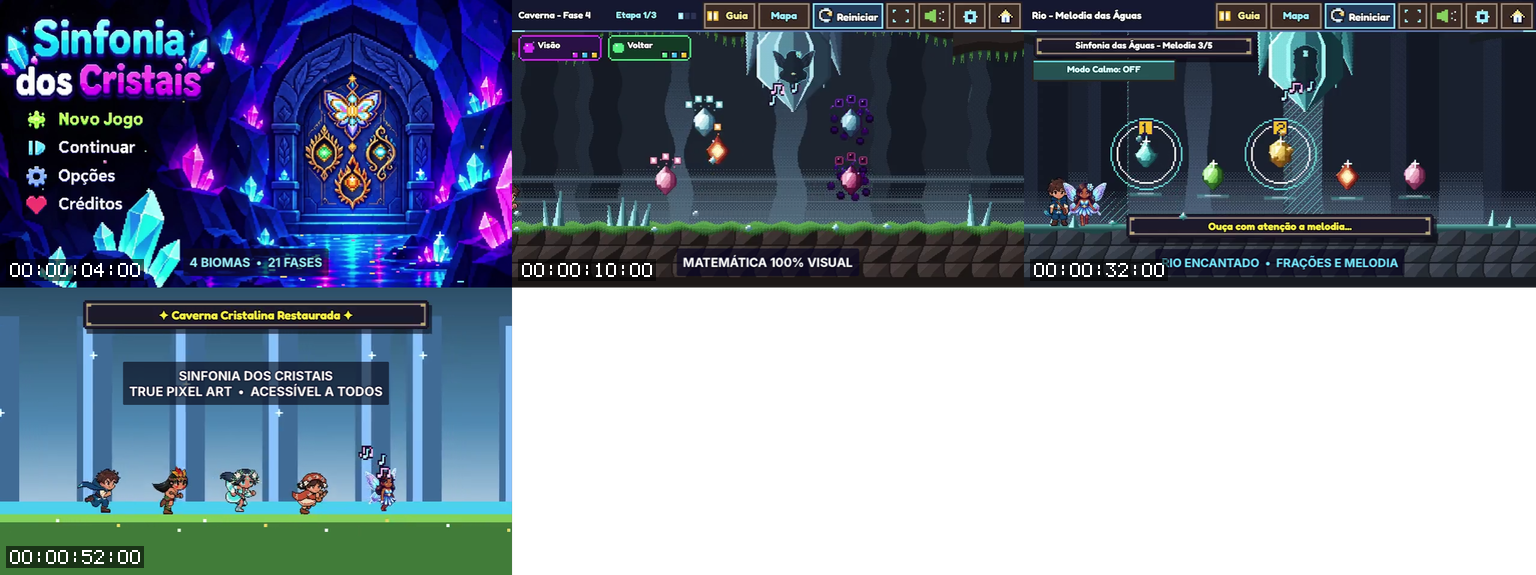 Sinfonia
dos Cristais
Novo Jogo
Continuar
Opções
Créditos
4 BIOMAS • 21 FASES
00:00:04:00
Caverna - Fase 4
Etapa 1/3
Guia
Mapa
Reiniciar
Visão
Voltar
MATEMÁTICA 100% VISUAL
00:00:10:00
Rio - Melodia das Águas
Guia
Mapa
Reiniciar
Sinfonia das Águas - Melodia 3/5
Modo Calmo: OFF
1
2
Ouça com atenção a melodia...
RIO ENCANTADO • FRAÇÕES E MELODIA
00:00:32:00
✦ Caverna Cristalina Restaurada ✦
SINFONIA DOS CRISTAIS
TRUE PIXEL ART • ACESSÍVEL A TODOS
00:00:52:00